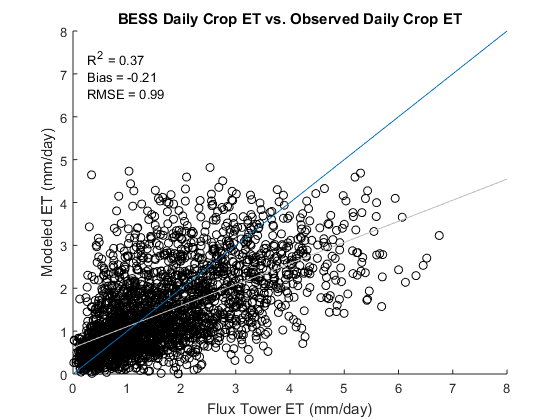 BESS Daily Crop ET vs. Observed Daily Crop ET
R² = 0.37
Bias = -0.21
RMSE = 0.99
8
7
6
5
4
3
2
1
0
Modeled ET (mm/day)
0 1 2 3 4 5 6 7 8
Flux Tower ET (mm/day)